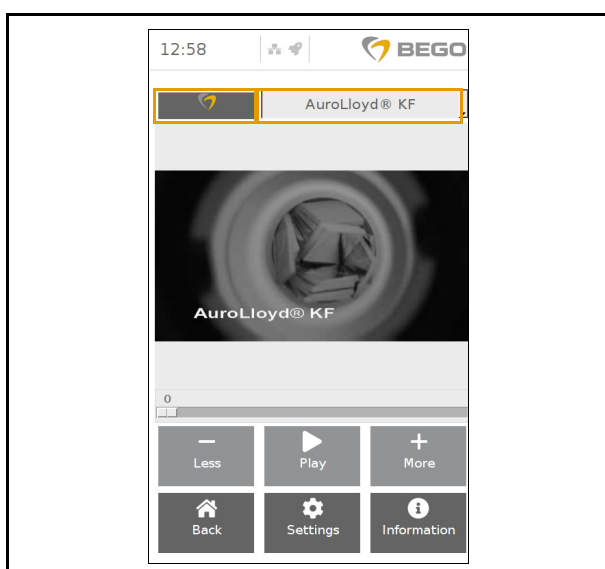 12:58
BEGO
AuroLloyd® KF
AuroLloyd® KF
0
Less
Play
More
Back
Settings
Information